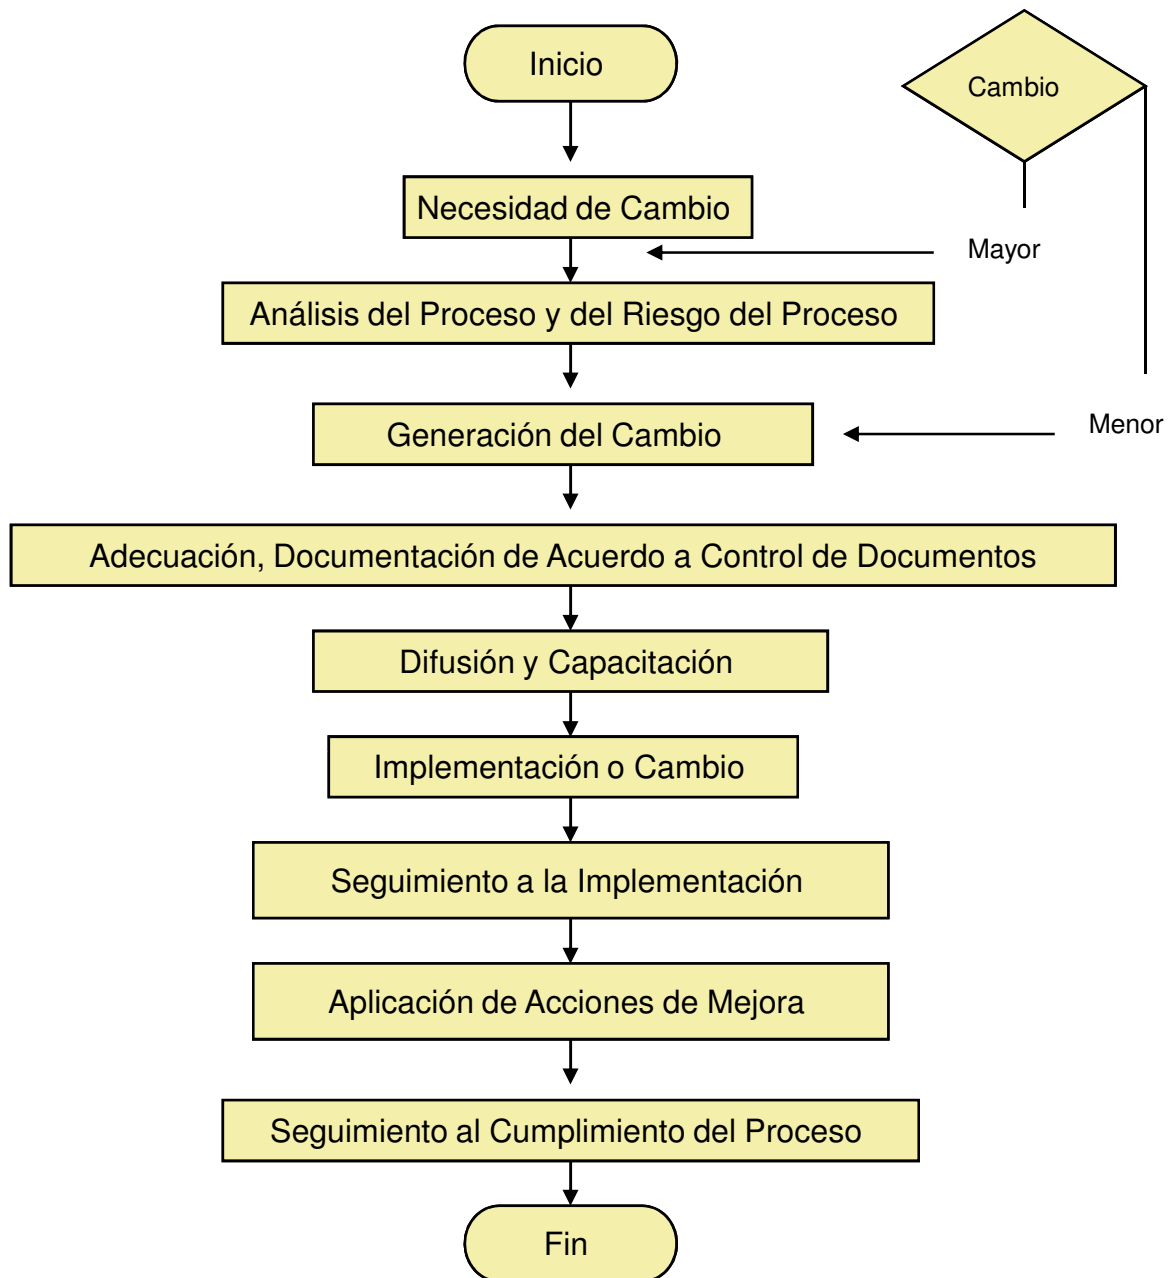 Inicio
Cambio
Necesidad de Cambio
Mayor
Análisis del Proceso y del Riesgo del Proceso
Menor
Generación del Cambio
Adecuación, Documentación de Acuerdo a Control de Documentos
Difusión y Capacitación
Implementación o Cambio
Seguimiento a la Implementación
Aplicación de Acciones de Mejora
Seguimiento al Cumplimiento del Proceso
Fin